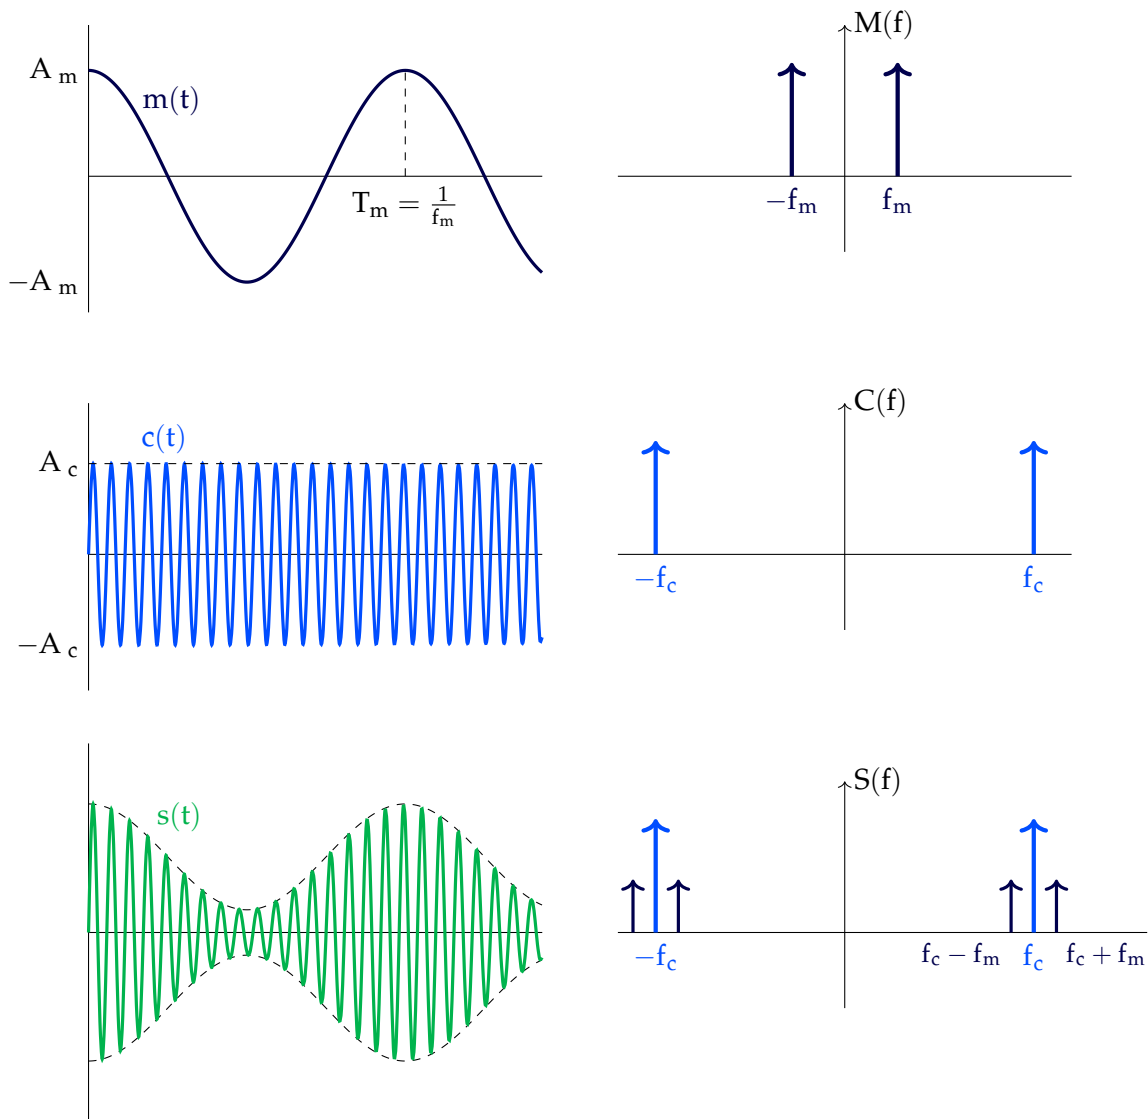 A m
m(t)
−A m
T_m = 1/f_m
M(f)
−f_m
f_m
A c
c(t)
−A c
C(f)
−f_c
f_c
s(t)
S(f)
−f_c
f_c − f_m
f_c
f_c + f_m